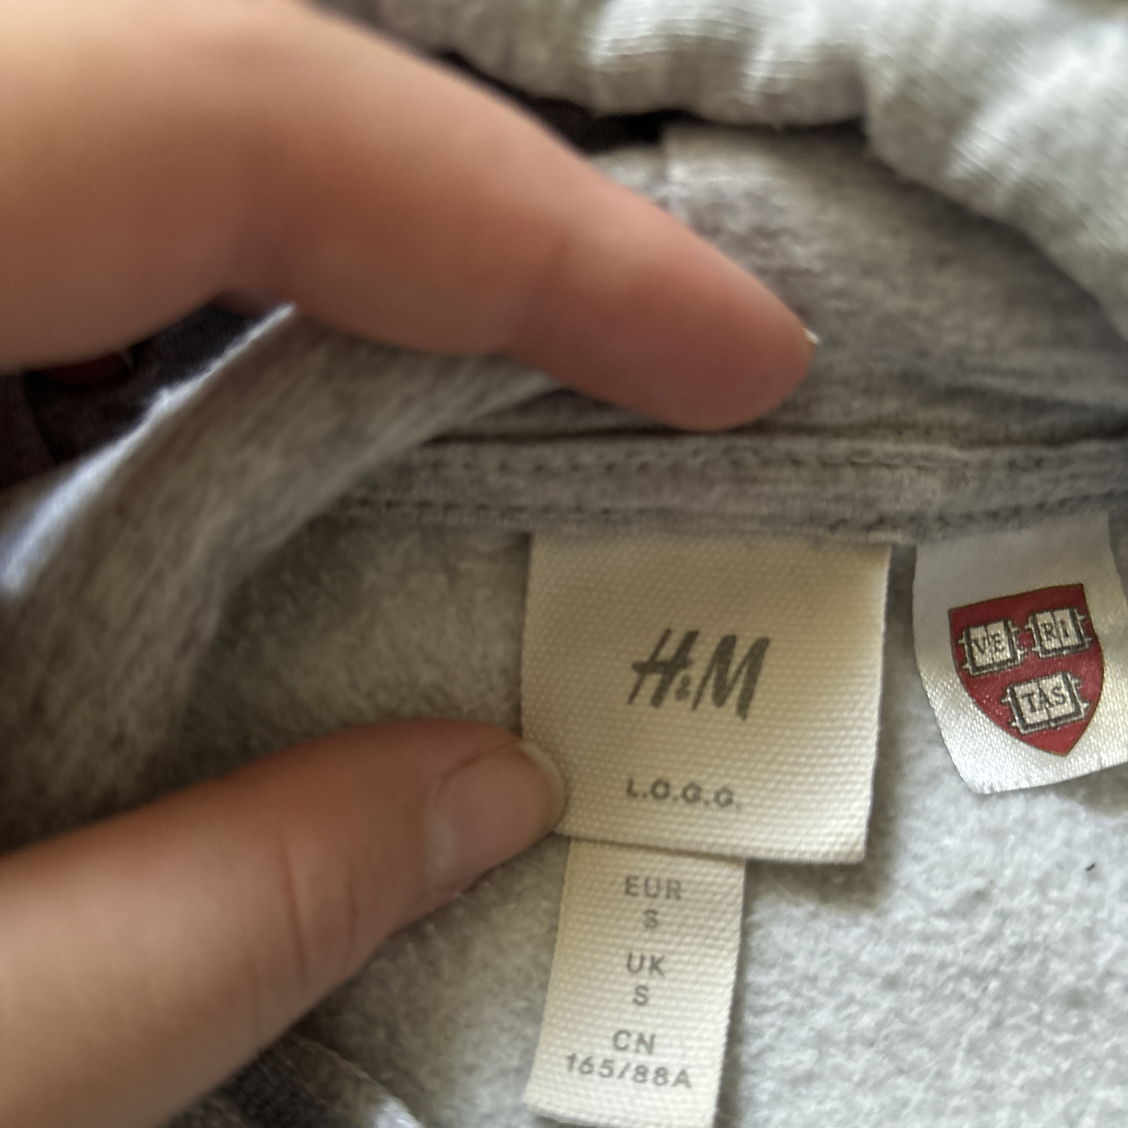 H&M
L.O.G.G.
EUR
S
UK
S
CN
165/88A
VE RI
TAS